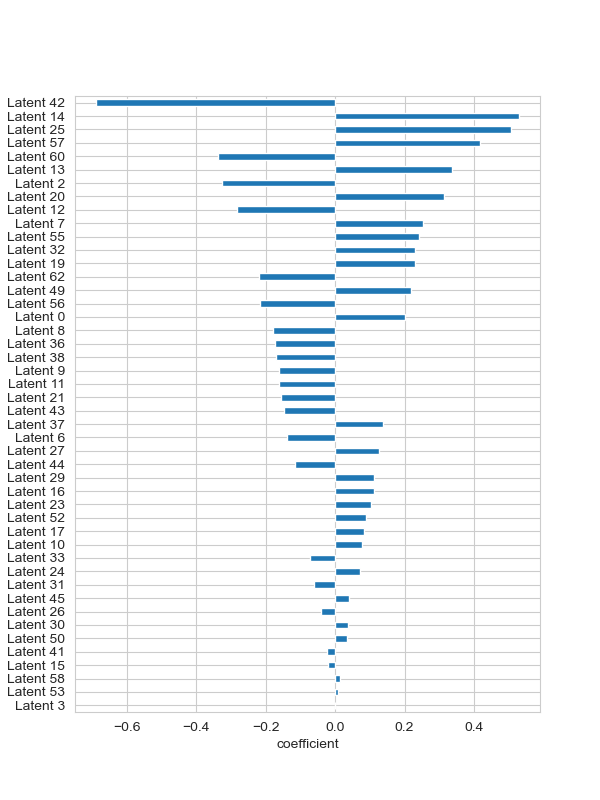 Latent 42
Latent 14
Latent 25
Latent 57
Latent 60
Latent 13
Latent 2
Latent 20
Latent 12
Latent 7
Latent 55
Latent 32
Latent 19
Latent 62
Latent 49
Latent 56
Latent 0
Latent 8
Latent 36
Latent 38
Latent 9
Latent 11
Latent 21
Latent 43
Latent 37
Latent 6
Latent 27
Latent 44
Latent 29
Latent 16
Latent 23
Latent 52
Latent 17
Latent 10
Latent 33
Latent 24
Latent 31
Latent 45
Latent 26
Latent 30
Latent 50
Latent 41
Latent 15
Latent 58
Latent 53
Latent 3
−0.6 −0.4 −0.2 0.0 0.2 0.4
coefficient